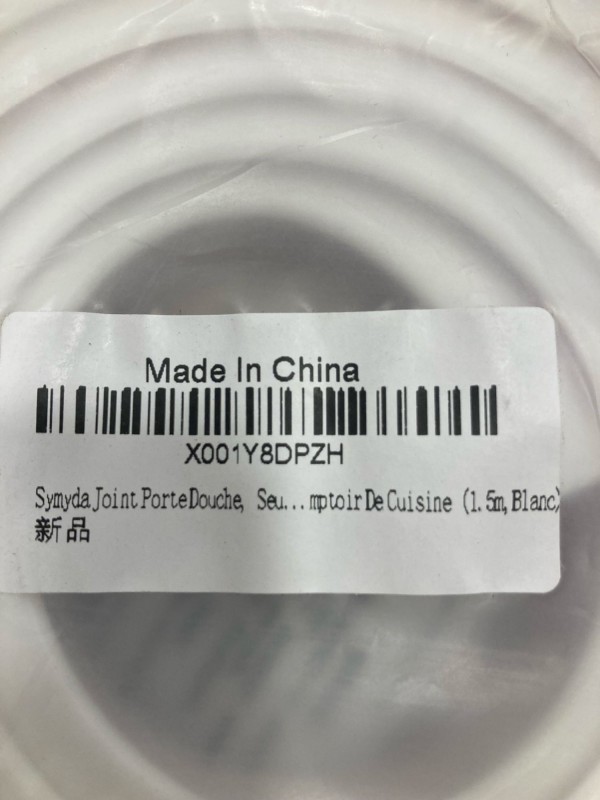 Made In China
X001Y8DPZH
Symyda Joint Porte Douche, Seu...mptoir De Cuisine (1.5m, Blanc)
新品